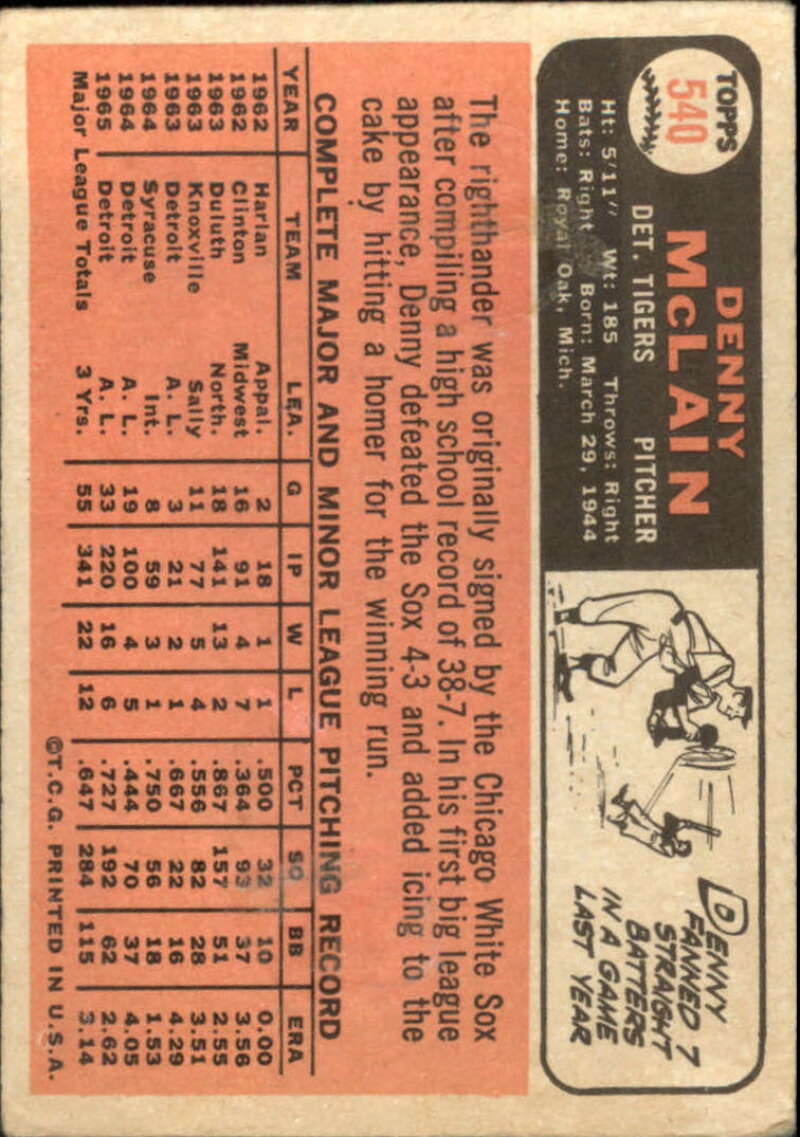 TOPPS
540
DENNY
McLAIN
DET. TIGERS PITCHER
Ht: 5'11" Wt: 185 Throws: Right
Bats: Right Born: March 29, 1944
Home: Royal Oak, Mich.
DENNY
FANNED 7
STRAIGHT
BATTERS
IN A GAME
LAST YEAR
The righthander was originally signed by the Chicago White Sox
after compiling a high school record of 38-7. In his first big league
appearance, Denny defeated the Sox 4-3 and added icing to the
cake by hitting a homer for the winning run.
COMPLETE MAJOR AND MINOR LEAGUE PITCHING RECORD
YEAR TEAM LEA. G IP W L PCT SO BB ERA
1962 Harlan Appal. 2 18 1 1 .500 32 10 0.00
1962 Clinton Midwest 16 91 4 7 .364 93 37 3.56
1963 Duluth North. 18 141 13 2 .867 157 51 2.55
1963 Knoxville Sally 11 77 5 4 .556 82 28 3.51
1963 Detroit A. L. 3 21 2 1 .667 22 16 4.29
1964 Syracuse Int. 8 59 3 1 .750 56 18 1.53
1964 Detroit A. L. 19 100 4 5 .444 70 37 4.05
1965 Detroit A. L. 33 220 16 6 .727 192 62 2.62
Major League Totals 3 Yrs. 55 341 22 12 .647 284 115 3.14
©T.C.G. PRINTED IN U.S.A.